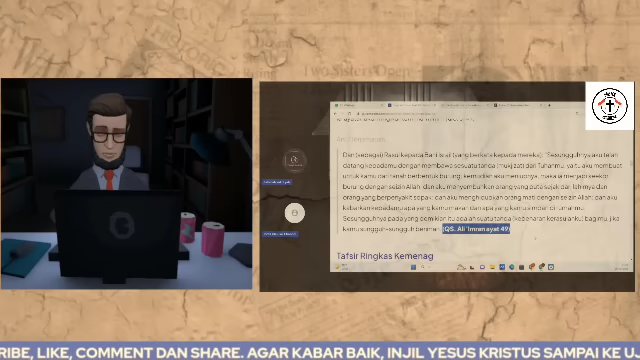 Dan (sebagai) Rasul kepada Bani Israil (yang berkata kepada mereka): "Sesungguhnya aku telah
datang kepadamu dengan membawa sesuatu tanda (mukjizat) dari Tuhanmu, yaitu aku membuat
untuk kamu dari tanah berbentuk burung; kemudian aku meniupnya, maka ia menjadi seekor
burung dengan seizin Allah; dan aku menyembuhkan orang yang buta sejak dari lahirnya dan
orang yang berpenyakit sopak; dan aku menghidupkan orang mati dengan seizin Allah; dan aku
kabarkan kepadamu apa yang kamu makan dan apa yang kamu simpan di rumahmu.
Sesungguhnya pada yang demikian itu adalah suatu tanda (kebenaran kerasulanku) bagimu, jika
kamu sungguh-sungguh beriman". (QS. Ali 'Imran ayat 49)
Tafsir Ringkas Kemenag
RIBE, LIKE, COMMENT DAN SHARE. AGAR KABAR BAIK, INJIL YESUS KRISTUS SAMPAI KE UJ